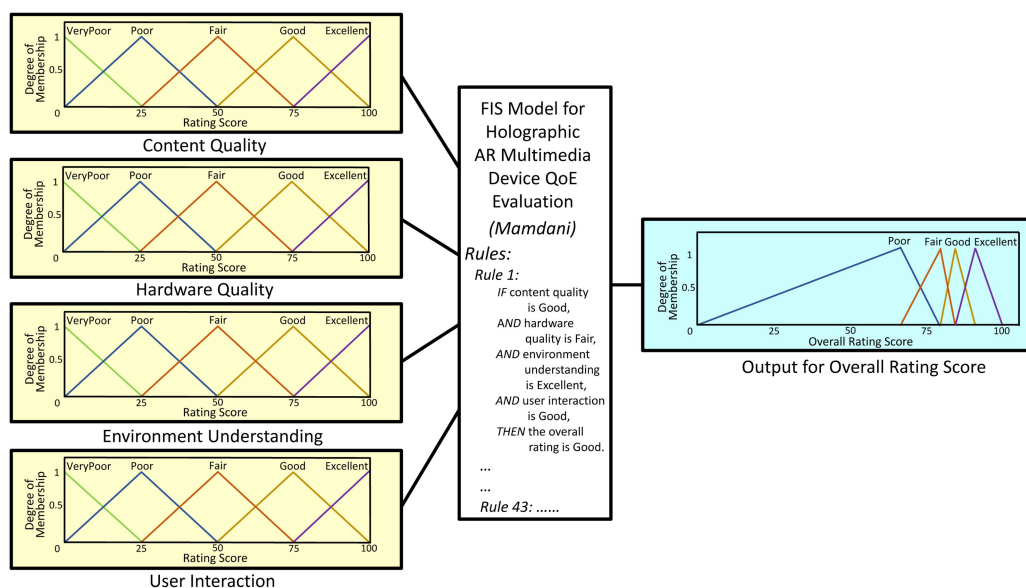 VeryPoor Poor Fair Good Excellent
Degree of
Membership
1
0.5
0
25 50 75 100
Rating Score
Content Quality
VeryPoor Poor Fair Good Excellent
Degree of
Membership
1
0.5
0
25 50 75 100
Rating Score
Hardware Quality
VeryPoor Poor Fair Good Excellent
Degree of
Membership
1
0.5
0
25 50 75 100
Rating Score
Environment Understanding
VeryPoor Poor Fair Good Excellent
Degree of
Membership
1
0.5
0
25 50 75 100
Rating Score
User Interaction
FIS Model for
Holographic
AR Multimedia
Device QoE
Evaluation
(Mamdani)
Rules:
Rule 1:
IF content quality
is Good,
AND hardware
quality is Fair,
AND environment
understanding
is Excellent,
AND user interaction
is Good,
THEN the overall
rating is Good.
...
...
Rule 43: ......
Poor Fair Good Excellent
Degree of
Membership
1
0.5
0
25 50 75 100
Overall Rating Score
Output for Overall Rating Score